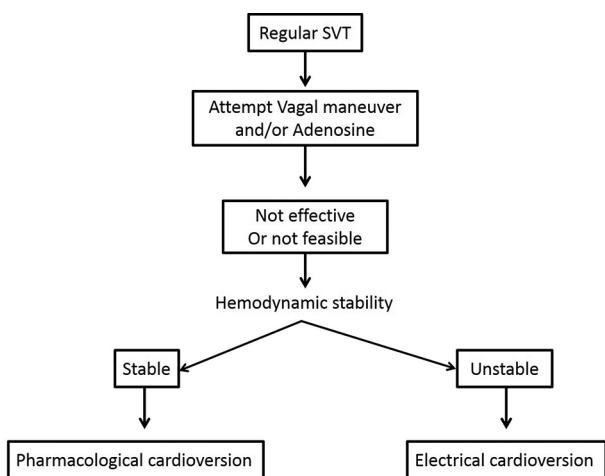 Regular SVT
Attempt Vagal maneuver
and/or Adenosine
Not effective
Or not feasible
Hemodynamic stability
Stable
Unstable
Pharmacological cardioversion
Electrical cardioversion